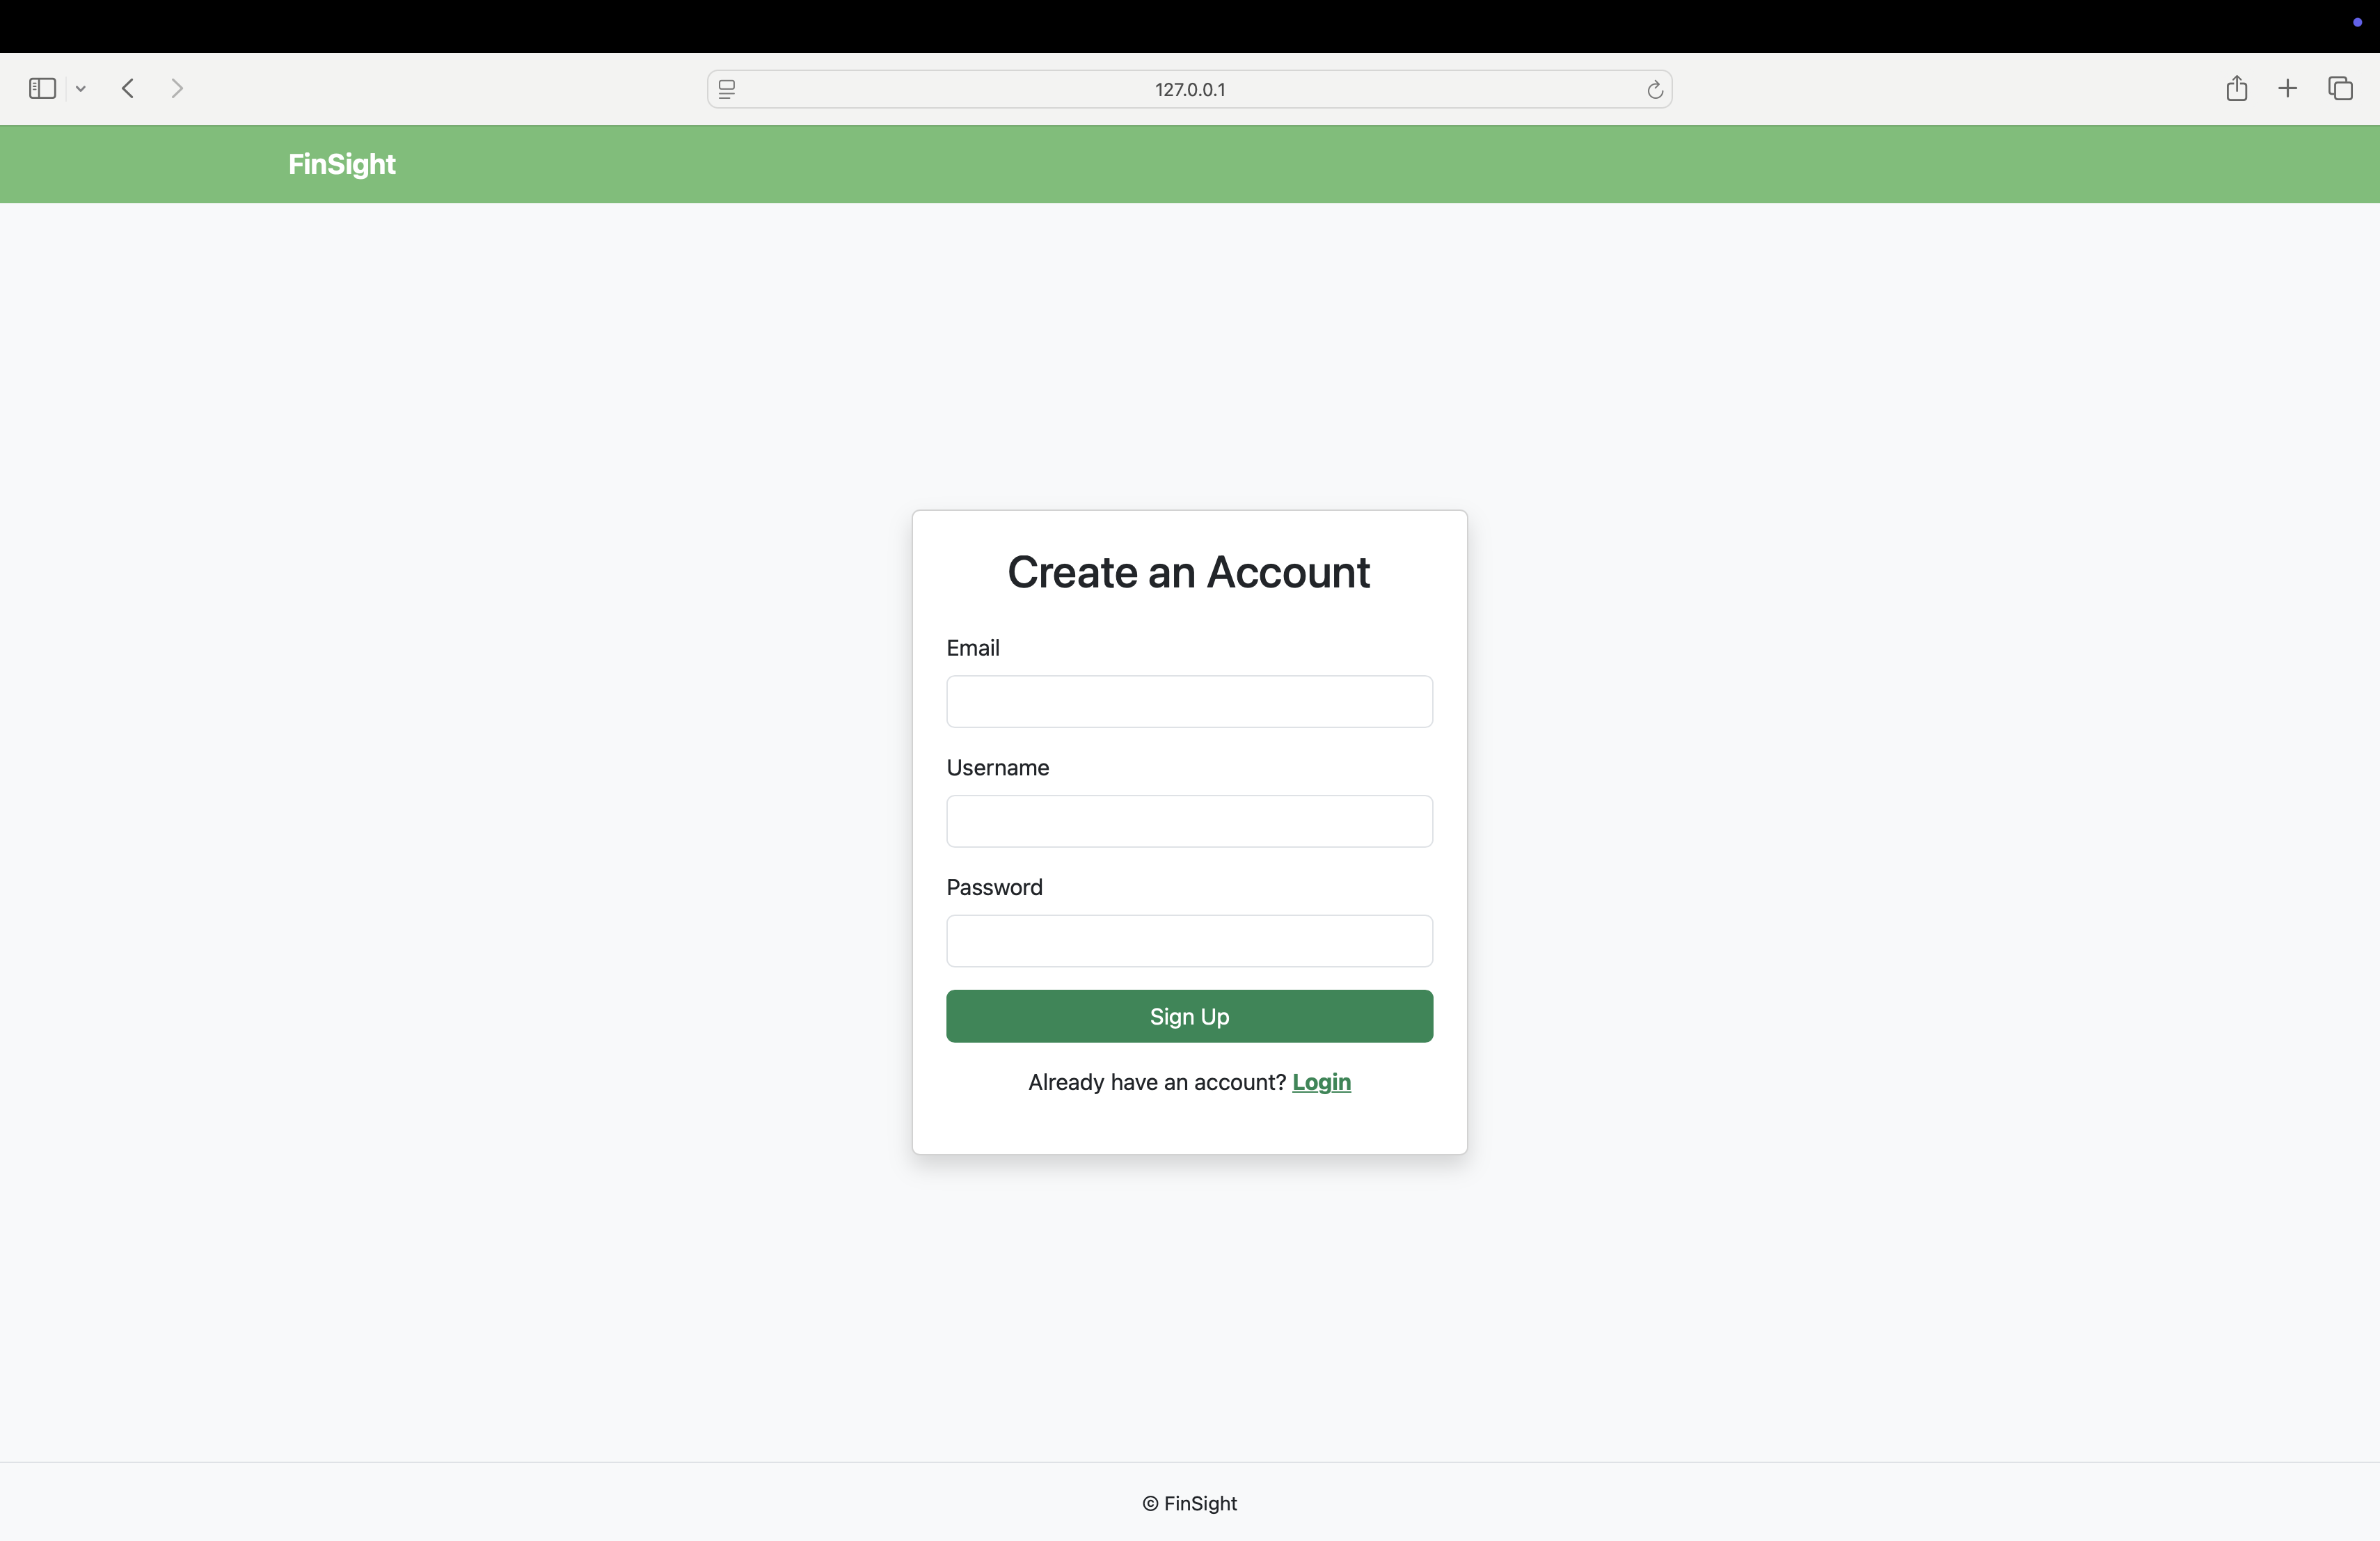 127.0.0.1
FinSight
Create an Account
Email
Username
Password
Sign Up
Already have an account? Login
© FinSight